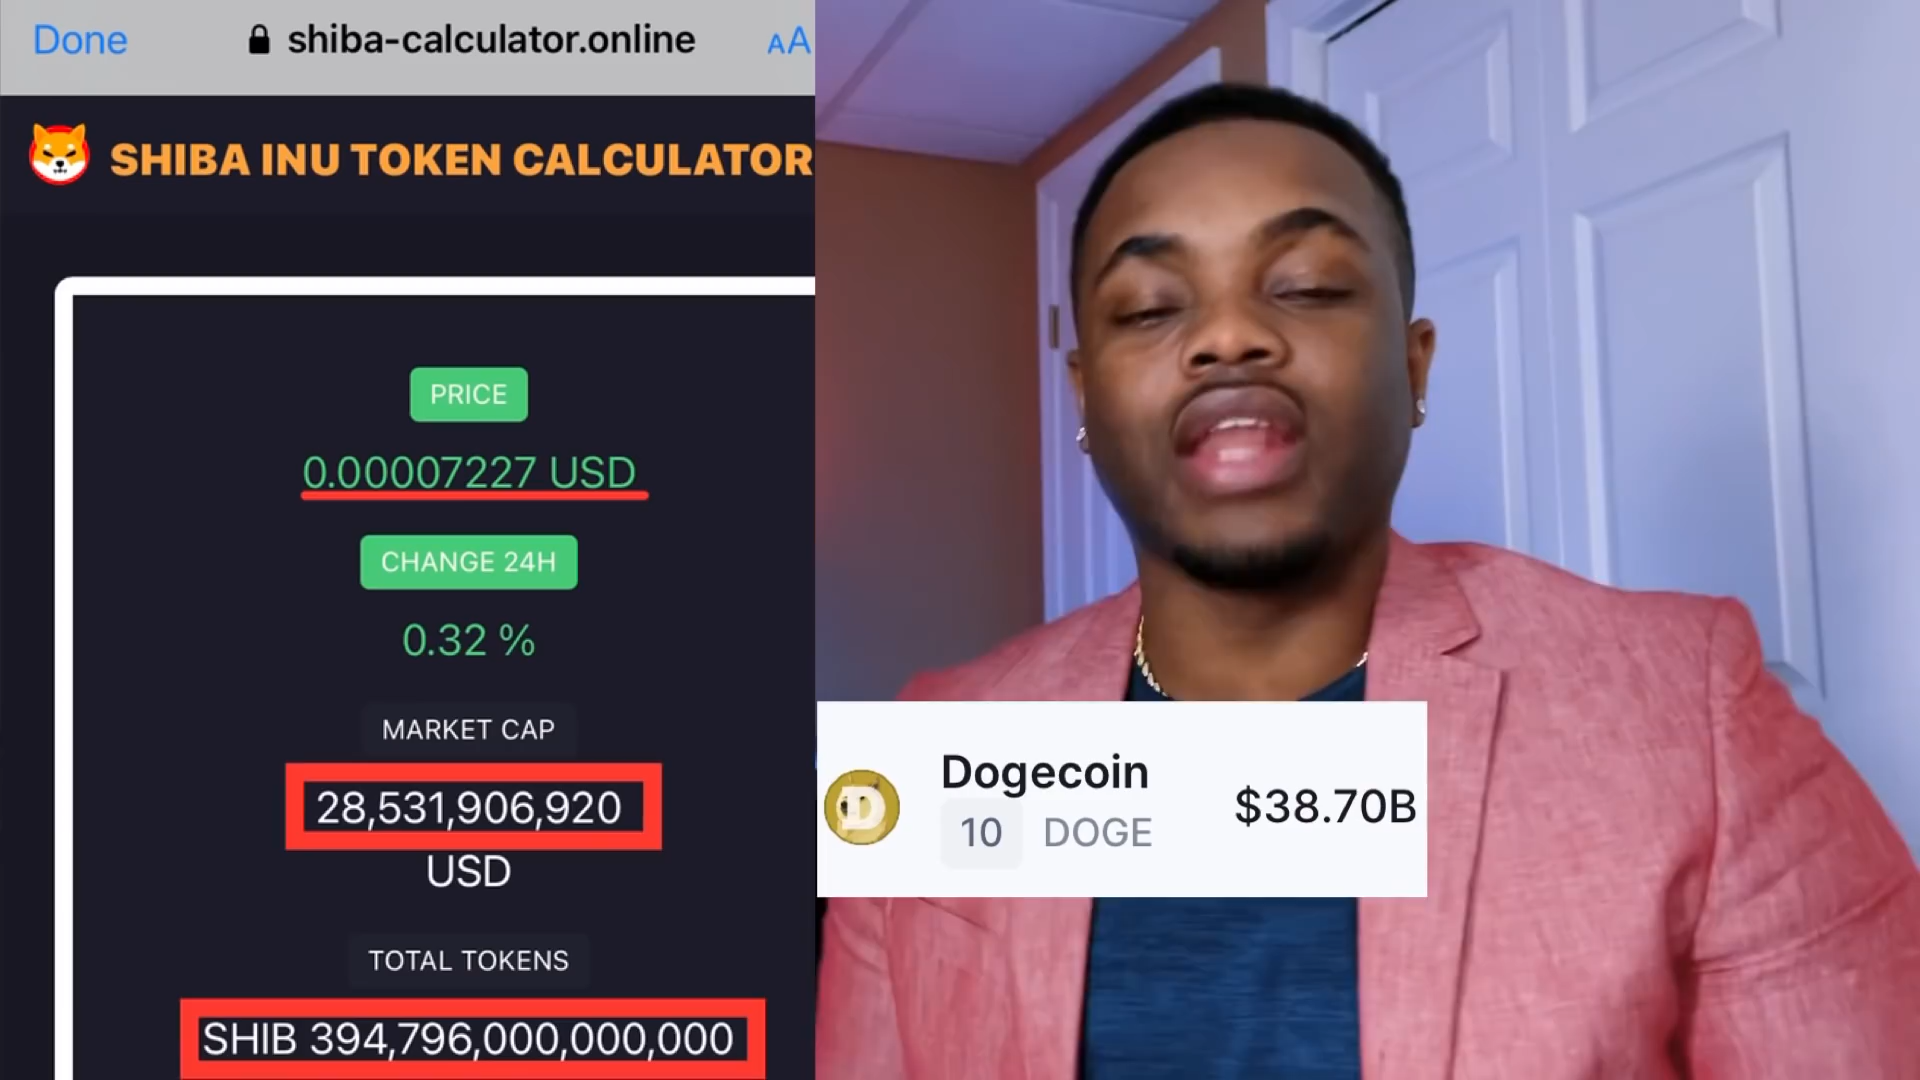 Done
shiba-calculator.online
AA
SHIBA INU TOKEN CALCULATOR
PRICE
0.00007227 USD
CHANGE 24H
0.32 %
MARKET CAP
28,531,906,920
USD
TOTAL TOKENS
SHIB 394,796,000,000,000
Dogecoin
$38.70B
10 DOGE